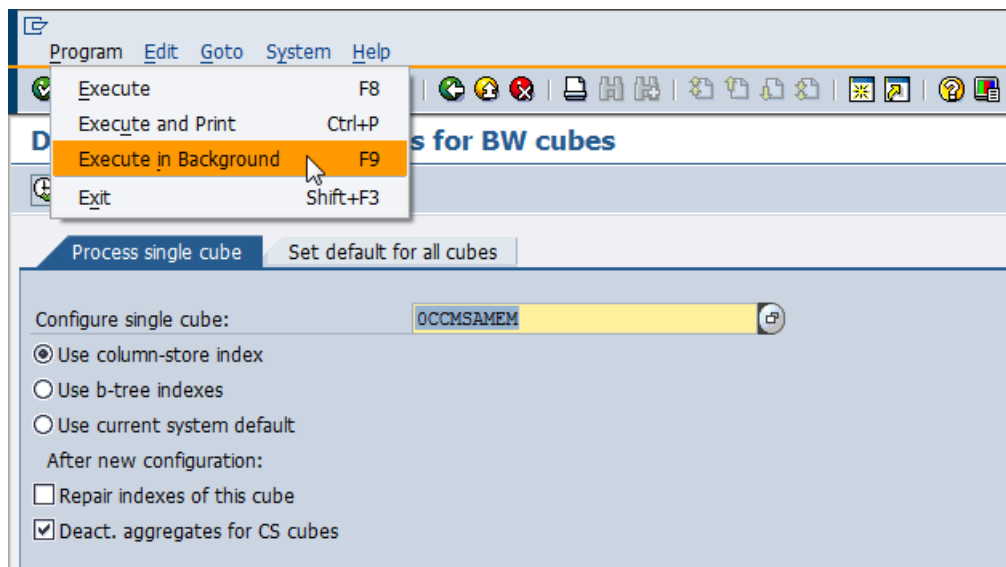 Program Edit Goto System Help
Execute F8
Execute and Print Ctrl+P
D s for BW cubes
Execute in Background F9
Exit Shift+F3
Process single cube Set default for all cubes
Configure single cube: 0CCMSAMEM
Use column-store index
Use b-tree indexes
Use current system default
After new configuration:
Repair indexes of this cube
Deact. aggregates for CS cubes